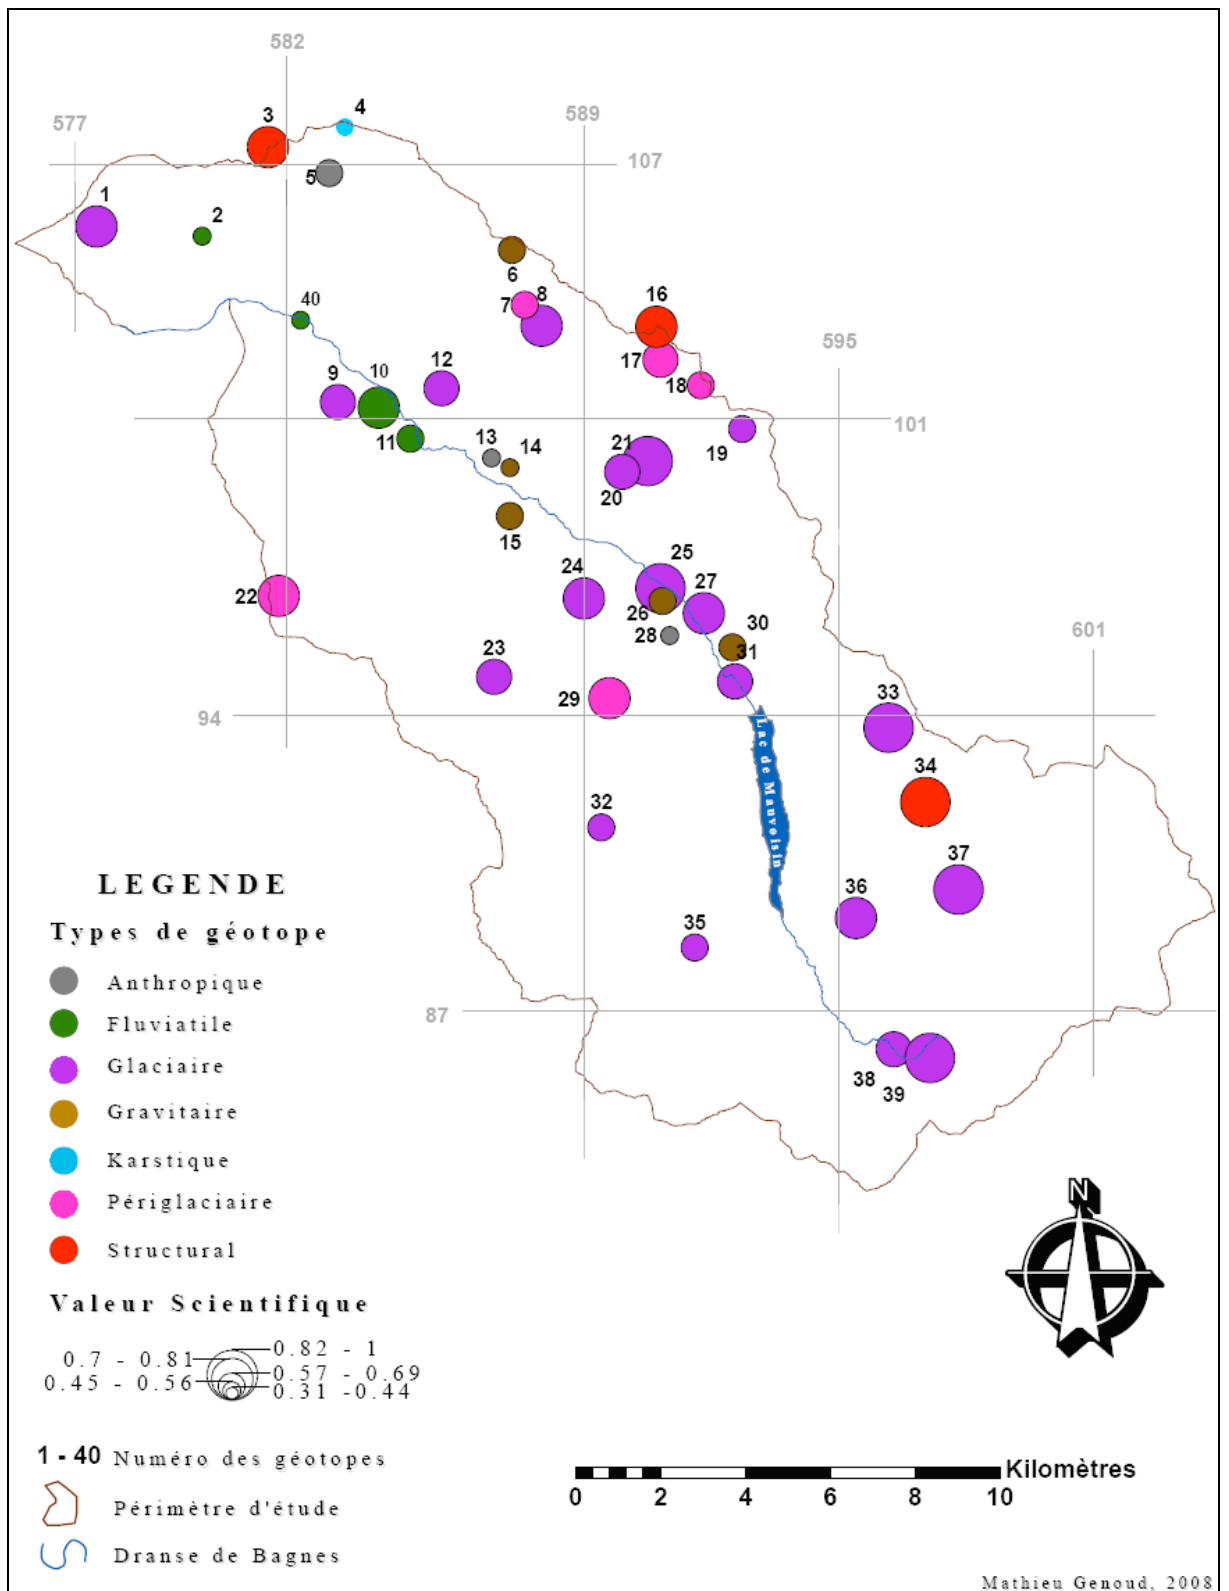 582
577
3
4
589
107
5
1
2
6
7
8
16
40
17
18
595
12
9
10
101
11
13
14
19
21
20
15
25
24
27
22
26
28
30
601
23
31
29
33
94
Lac de Mauvoisin
34
32
37
36
35
87
38
39
LEGENDE
Types de géotope
Anthropique
Fluviatile
Glaciaire
Gravitaire
Karstique
Périglaciaire
Structural
N
Valeur Scientifique
0.82 - 1
0.7 - 0.81
0.57 - 0.69
0.45 - 0.56
0.31 -0.44
1 - 40 Numéro des géotopes
Périmètre d'étude
Dranse de Bagnes
Kilomètres
0 2 4 6 8 10
Mathieu Genoud, 2008